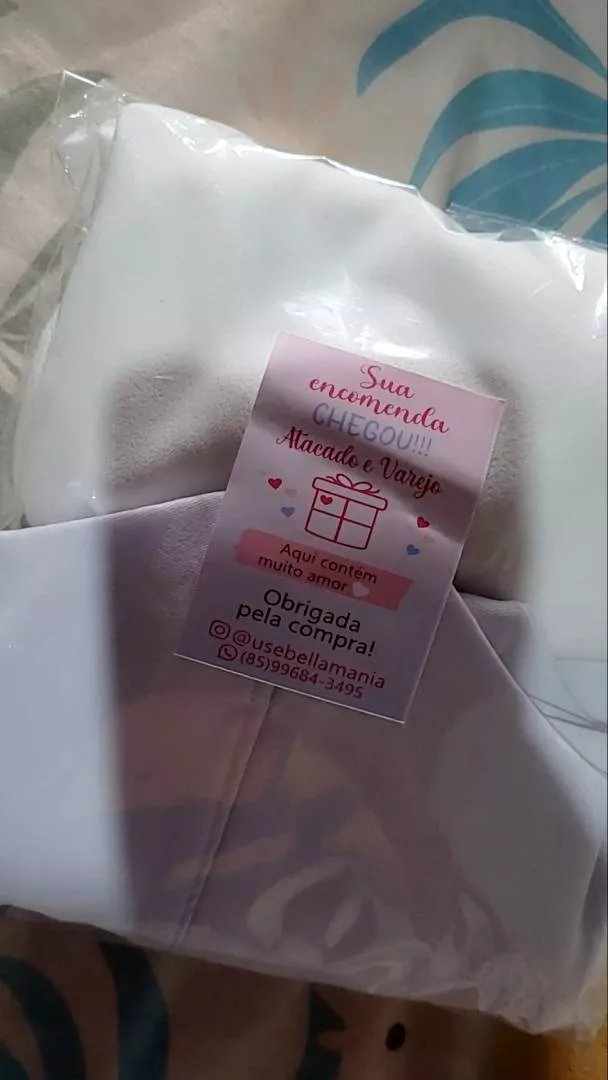 Sua
encomenda
CHEGOU!!!
Atacado e Varejo
Aqui contém
muito amor
Obrigada
pela compra!
@usebellamania
(85)99684-3495